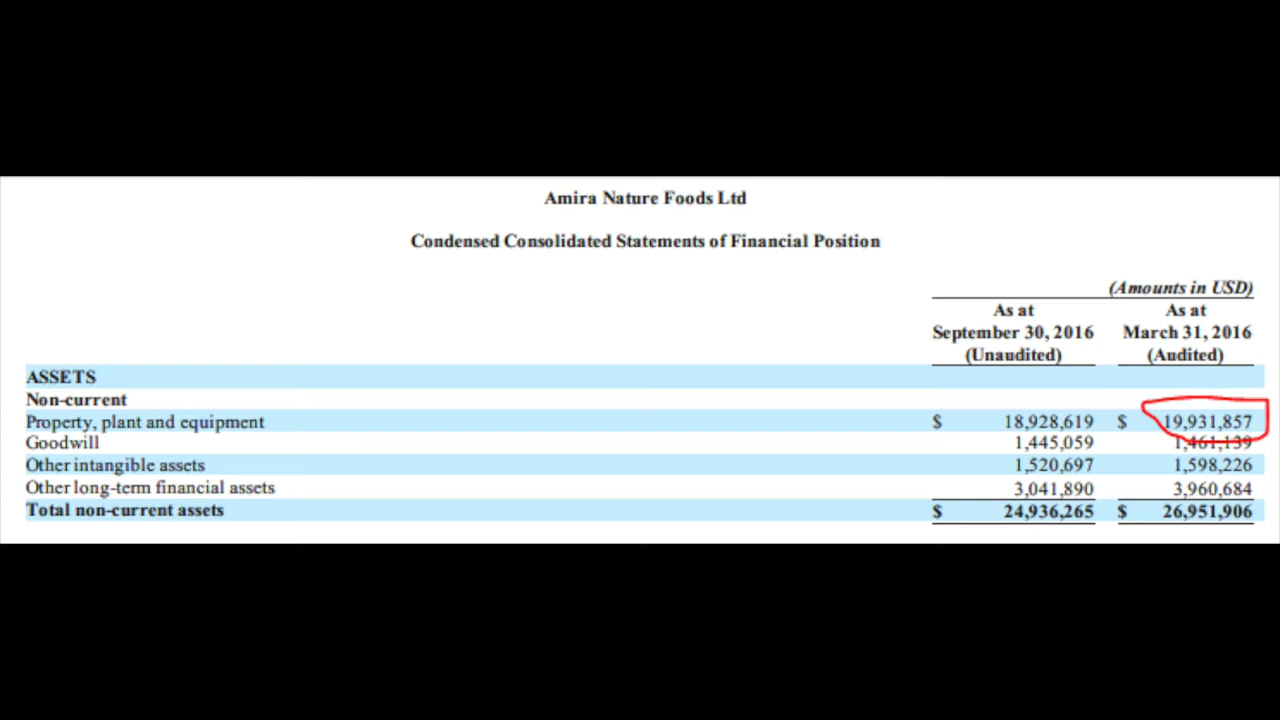 Amira Nature Foods Ltd
Condensed Consolidated Statements of Financial Position
(Amounts in USD)
As at As at
September 30, 2016 March 31, 2016
(Unaudited) (Audited)
ASSETS
Non-current
Property, plant and equipment $ 18,928,619 $ 19,931,857
Goodwill 1,445,059 1,461,139
Other intangible assets 1,520,697 1,598,226
Other long-term financial assets 3,041,890 3,960,684
Total non-current assets $ 24,936,265 $ 26,951,906